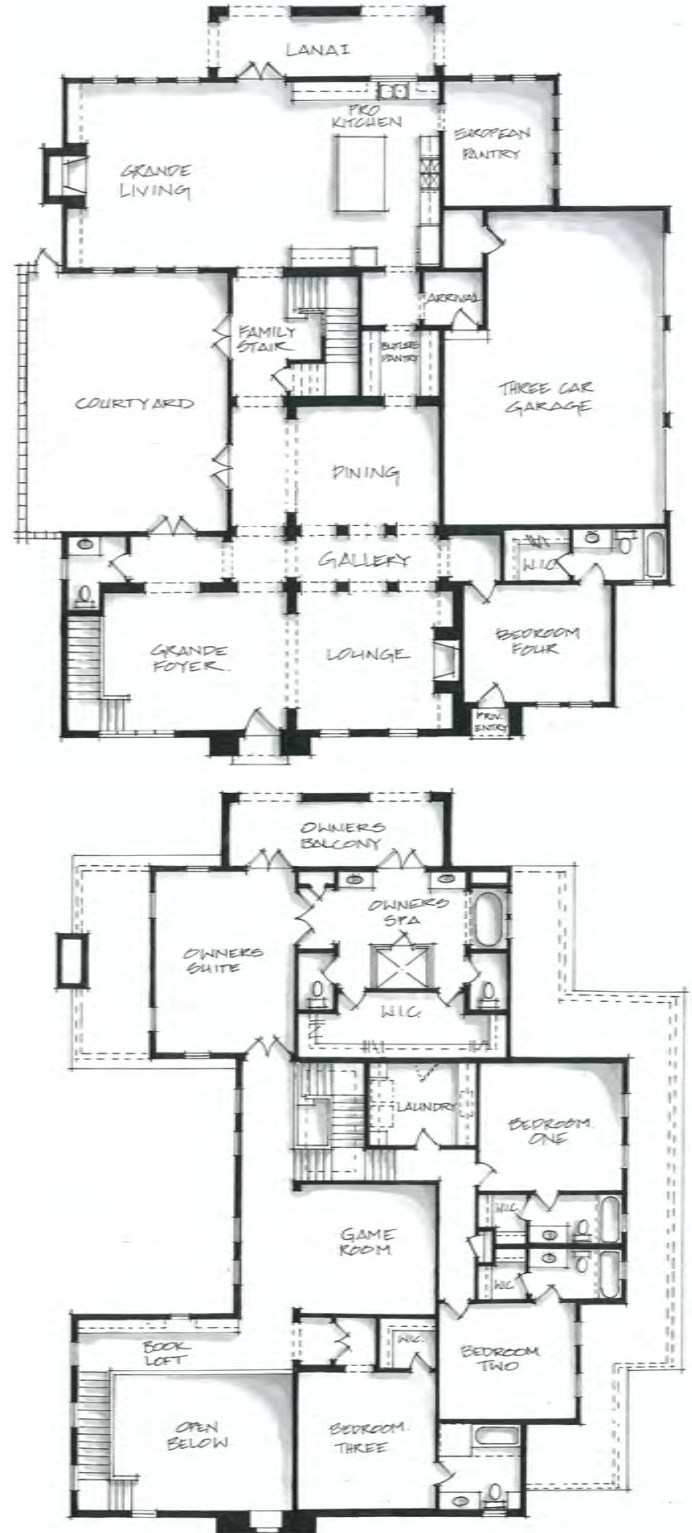 LANAI
PRO
KITCHEN
EUROPEAN
PANTRY
GRANDE
LIVING
ARRIVAL
FAMILY
STAIR
BUTLERS
PANTRY
THREE CAR
GARAGE
COURTYARD
DINING
GALLERY
W.I.C.
BEDROOM
FOUR
GRANDE
FOYER.
LOUNGE
PRIV.
ENTRY
OWNERS
BALCONY
OWNERS
SPA
OWNERS
SUITE
W.I.C.
LAUNDRY
BEDROOM.
ONE
W.I.C.
GAME
ROOM
W.I.C.
BOOK
LOFT
W.I.C.
BEDROOM
TWO
OPEN
BELOW
BEDROOM.
THREE